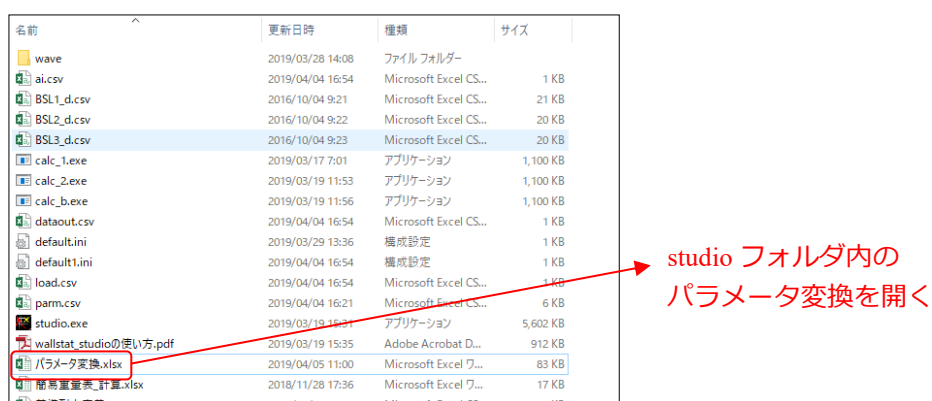 名前 更新日時 種類 サイズ
wave 2019/03/28 14:08 ファイル フォルダー
ai.csv 2019/04/04 16:54 Microsoft Excel CS... 1 KB
BSL1_d.csv 2016/10/04 9:21 Microsoft Excel CS... 21 KB
BSL2_d.csv 2016/10/04 9:22 Microsoft Excel CS... 20 KB
BSL3_d.csv 2016/10/04 9:23 Microsoft Excel CS... 20 KB
calc_1.exe 2019/03/17 7:01 アプリケーション 1,100 KB
calc_2.exe 2019/03/19 11:53 アプリケーション 1,100 KB
calc_b.exe 2019/03/19 11:56 アプリケーション 1,100 KB
dataout.csv 2019/04/04 16:54 Microsoft Excel CS... 1 KB
default.ini 2019/03/29 13:36 構成設定 1 KB
default1.ini 2019/04/04 16:54 構成設定 1 KB
load.csv 2019/04/04 16:54 Microsoft Excel CS... 1 KB
parm.csv 2019/04/04 16:21 Microsoft Excel CS... 6 KB
studio.exe 2019/03/19 15:31 アプリケーション 5,602 KB
wallstat_studioの使い方.pdf 2019/03/19 15:35 Adobe Acrobat D... 912 KB
パラメータ変換.xlsx 2019/04/05 11:00 Microsoft Excel ワ... 83 KB
簡易重量表_計算.xlsx 2018/11/28 17:36 Microsoft Excel ワ... 17 KB
studio フォルダ内の
パラメータ変換を開く